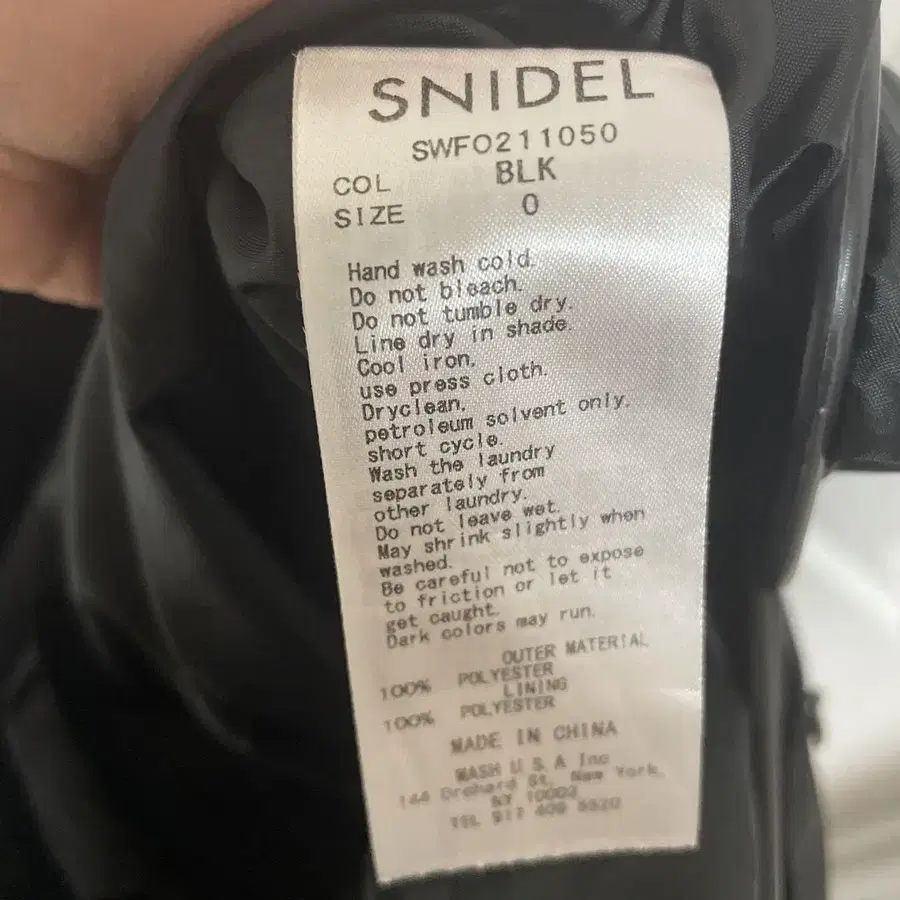 SNIDEL
SWFO211050
COL BLK
SIZE 0
Hand wash cold.
Do not bleach.
Do not tumble dry.
Line dry in shade.
Cool iron.
use press cloth.
Dryclean.
petroleum solvent only.
short cycle.
Wash the laundry
separately from
other laundry.
Do not leave wet.
May shrink slightly when
washed.
Be careful not to expose
to friction or let it
get caught.
Dark colors may run.
OUTER MATERIAL
100% POLYESTER
LINING
100% POLYESTER
MADE IN CHINA
MASH U S A Inc
Orchard St, New York,
NY
TEL